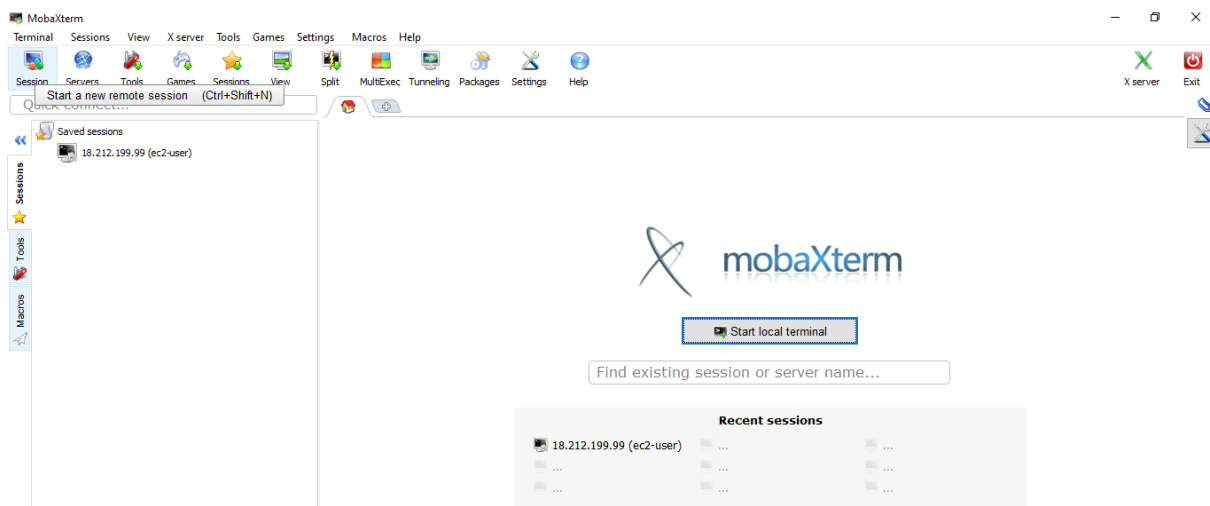 MobaXterm
Terminal Sessions View X server Tools Games Settings Macros Help
Session Servers Tools Games Sessions View Split MultiExec Tunneling Packages Settings Help X server Exit
Start a new remote session (Ctrl+Shift+N)
Quick connect...
Saved sessions
18.212.199.99 (ec2-user)
Sessions
Tools
Macros
mobaXterm
Start local terminal
Find existing session or server name...
Recent sessions
18.212.199.99 (ec2-user) ... ...
... ... ...
... ... ...